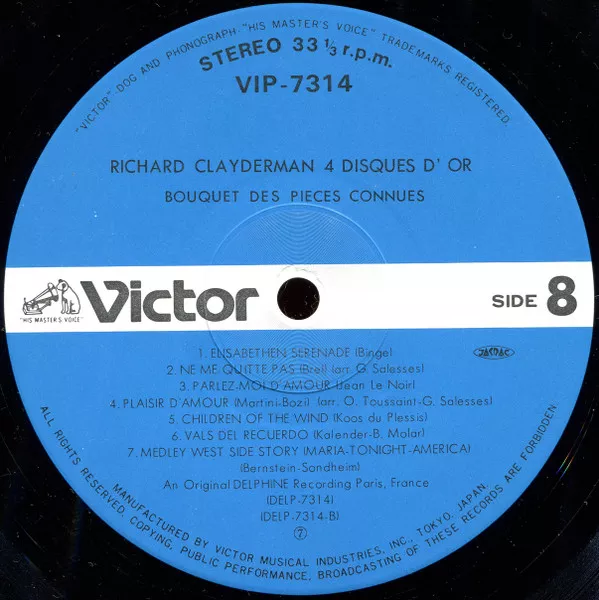 "VICTOR"-DOG AND PHONOGRAPH-"HIS MASTER'S VOICE" TRADEMARKS REGISTERED.
STEREO 33 1/3 r.p.m.
VIP-7314
RICHARD CLAYDERMAN 4 DISQUES D' OR
BOUQUET DES PIECES CONNUES
"HIS MASTER'S VOICE"
Victor
SIDE 8
1. ELISABETHEN SERENADE (Binge)
JASRAC
2. NE ME QUITTE PAS (Brel) (arr. G. Salesses)
3. PARLEZ-MOI D'AMOUR (Jean Le Noir)
4. PLAISIR D'AMOUR (Martini-Bozi) (arr. O. Toussaint-G. Salesses)
5. CHILDREN OF THE WIND (Koos du Plessis)
6. VALS DEL RECUERDO (Kalender-B. Molar)
7. MEDLEY WEST SIDE STORY (MARIA-TONIGHT-AMERICA)
(Bernstein-Sondheim)
An Original DELPHINE Recording Paris, France
(DELP-7314)
(DELP-7314-B)
⑦
MANUFACTURED BY VICTOR MUSICAL INDUSTRIES, INC., TOKYO, JAPAN.
ALL RIGHTS RESERVED. COPYING, PUBLIC PERFORMANCE, BROADCASTING OF THESE RECORDS ARE FORBIDDEN